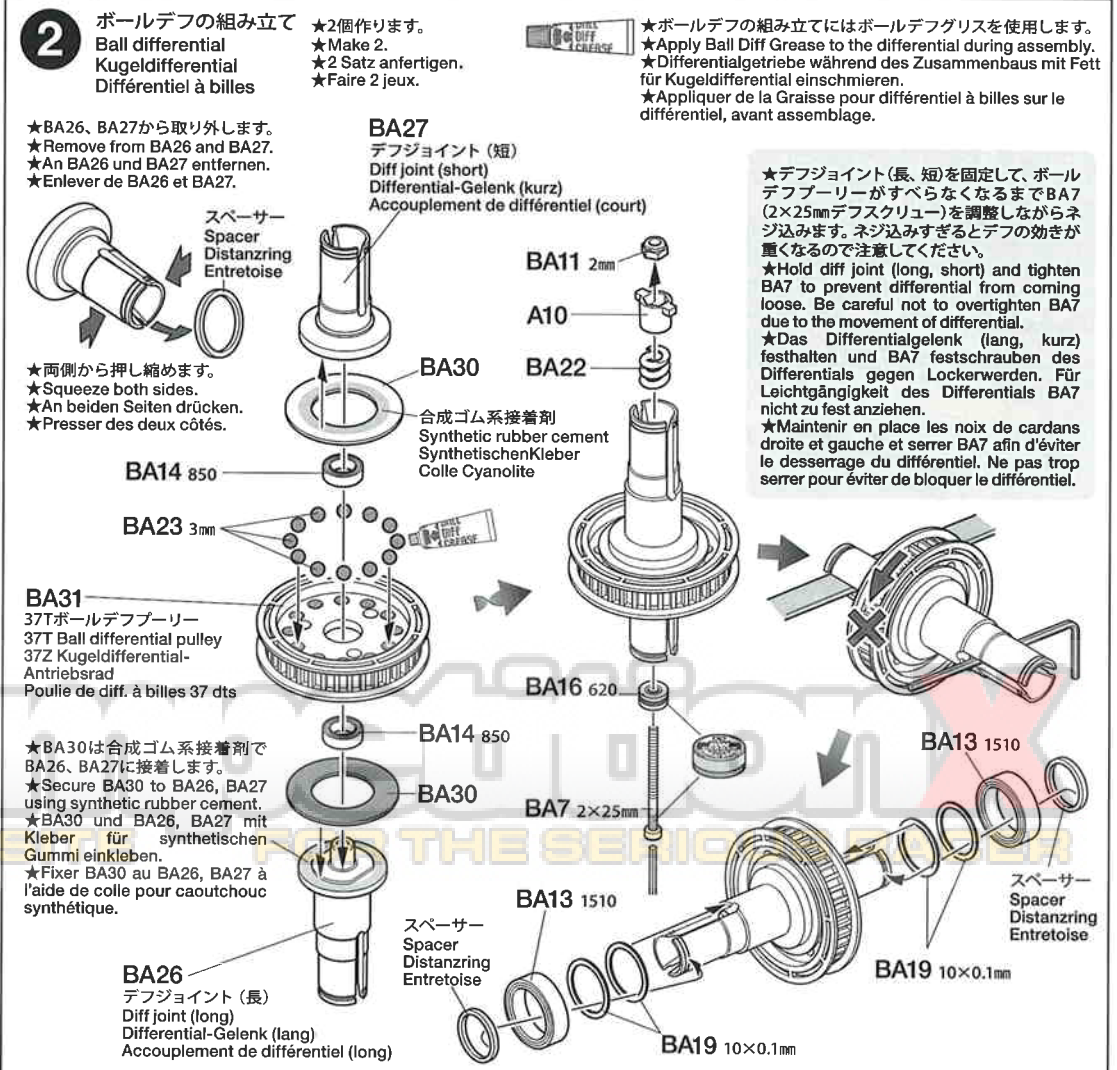 2
ボールデフの組み立て
Ball differential
Kugeldifferential
Différentiel à billes
★2個作ります。
★Make 2.
★2 Satz anfertigen.
★Faire 2 jeux.
BALL
DIFF
GREASE
★ボールデフの組み立てにはボールデフグリスを使用します。
★Apply Ball Diff Grease to the differential during assembly.
★Differentialgetriebe während des Zusammenbaus mit Fett
für Kugeldifferential einschmieren.
★Appliquer de la Graisse pour différentiel à billes sur le
différentiel, avant assemblage.
★BA26、BA27から取り外します。
★Remove from BA26 and BA27.
★An BA26 und BA27 entfernen.
★Enlever de BA26 et BA27.
スペーサー
Spacer
Distanzring
Entretoise
★両側から押し縮めます。
★Squeeze both sides.
★An beiden Seiten drücken.
★Presser des deux côtés.
BA27
デフジョイント（短）
Diff joint (short)
Differential-Gelenk (kurz)
Accouplement de différentiel (court)
BA30
合成ゴム系接着剤
Synthetic rubber cement
SynthetischenKleber
Colle Cyanolite
BA14 850
BA23 3mm
BALL
DIFF
GREASE
BA31
37Tボールデフプーリー
37T Ball differential pulley
37Z Kugeldifferential-
Antriebsrad
Poulie de diff. à billes 37 dts
BA14 850
BA30
★BA30は合成ゴム系接着剤で
BA26、BA27に接着します。
★Secure BA30 to BA26, BA27
using synthetic rubber cement.
★BA30 und BA26, BA27 mit
Kleber für synthetischen
Gummi einkleben.
★Fixer BA30 au BA26, BA27 à
l'aide de colle pour caoutchouc
synthétique.
BA26
デフジョイント（長）
Diff joint (long)
Differential-Gelenk (lang)
Accouplement de différentiel (long)
BA11 2mm
A10
BA22
BA16 620
BA7 2×25mm
★デフジョイント(長、短)を固定して、ボール
デフプーリーがすべらなくなるまでBA7
(2×25mmデフスクリュー)を調整しながらネ
ジ込みます。ネジ込みすぎるとデフの効きが
重くなるので注意してください。
★Hold diff joint (long, short) and tighten
BA7 to prevent differential from coming
loose. Be careful not to overtighten BA7
due to the movement of differential.
★Das Differentialgelenk (lang, kurz)
festhalten und BA7 festschrauben des
Differentials gegen Lockerwerden. Für
Leichtgängigkeit des Differentials BA7
nicht zu fest anziehen.
★Maintenir en place les noix de cardans
droite et gauche et serrer BA7 afin d'éviter
le desserrage du différentiel. Ne pas trop
serrer pour éviter de bloquer le différentiel.
BA13 1510
スペーサー
Spacer
Distanzring
Entretoise
BA19 10×0.1mm
BA13 1510
スペーサー
Spacer
Distanzring
Entretoise
BA19 10×0.1mm
FOR THE SERIOUS RACER